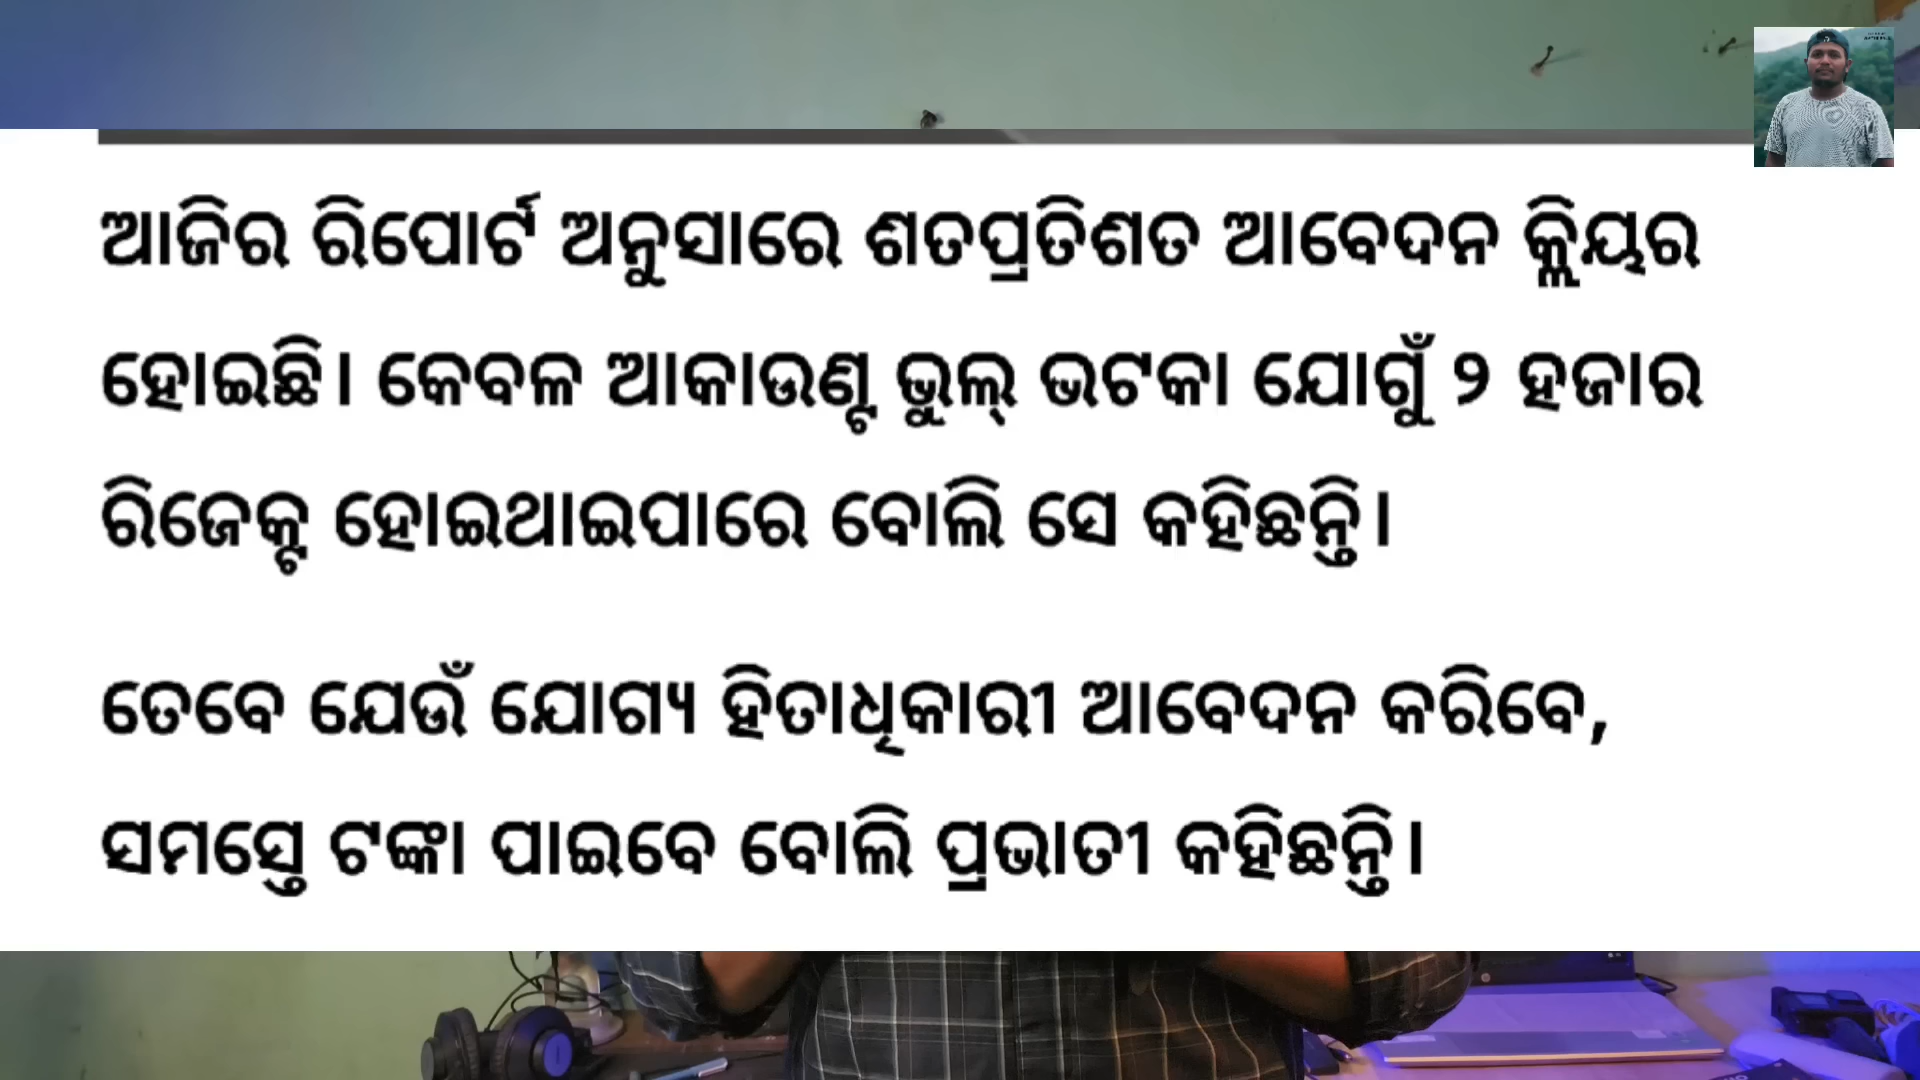 ଆଜିର ରିପୋର୍ଟ ଅନୁସାରେ ଶତପ୍ରତିଶତ ଆବେଦନ କ୍ଲିୟର
ହୋଇଛି। କେବଳ ଆକାଉଣ୍ଟ ଭୁଲ୍ ଭଟକା ଯୋଗୁଁ ୨ ହଜାର
ରିଜେକ୍ଟ ହୋଇଥାଇପାରେ ବୋଲି ସେ କହିଛନ୍ତି।
ତେବେ ଯେଉଁ ଯୋଗ୍ୟ ହିତାଧିକାରୀ ଆବେଦନ କରିବେ,
ସମସ୍ତେ ଟଙ୍କା ପାଇବେ ବୋଲି ପ୍ରଭାତୀ କହିଛନ୍ତି।